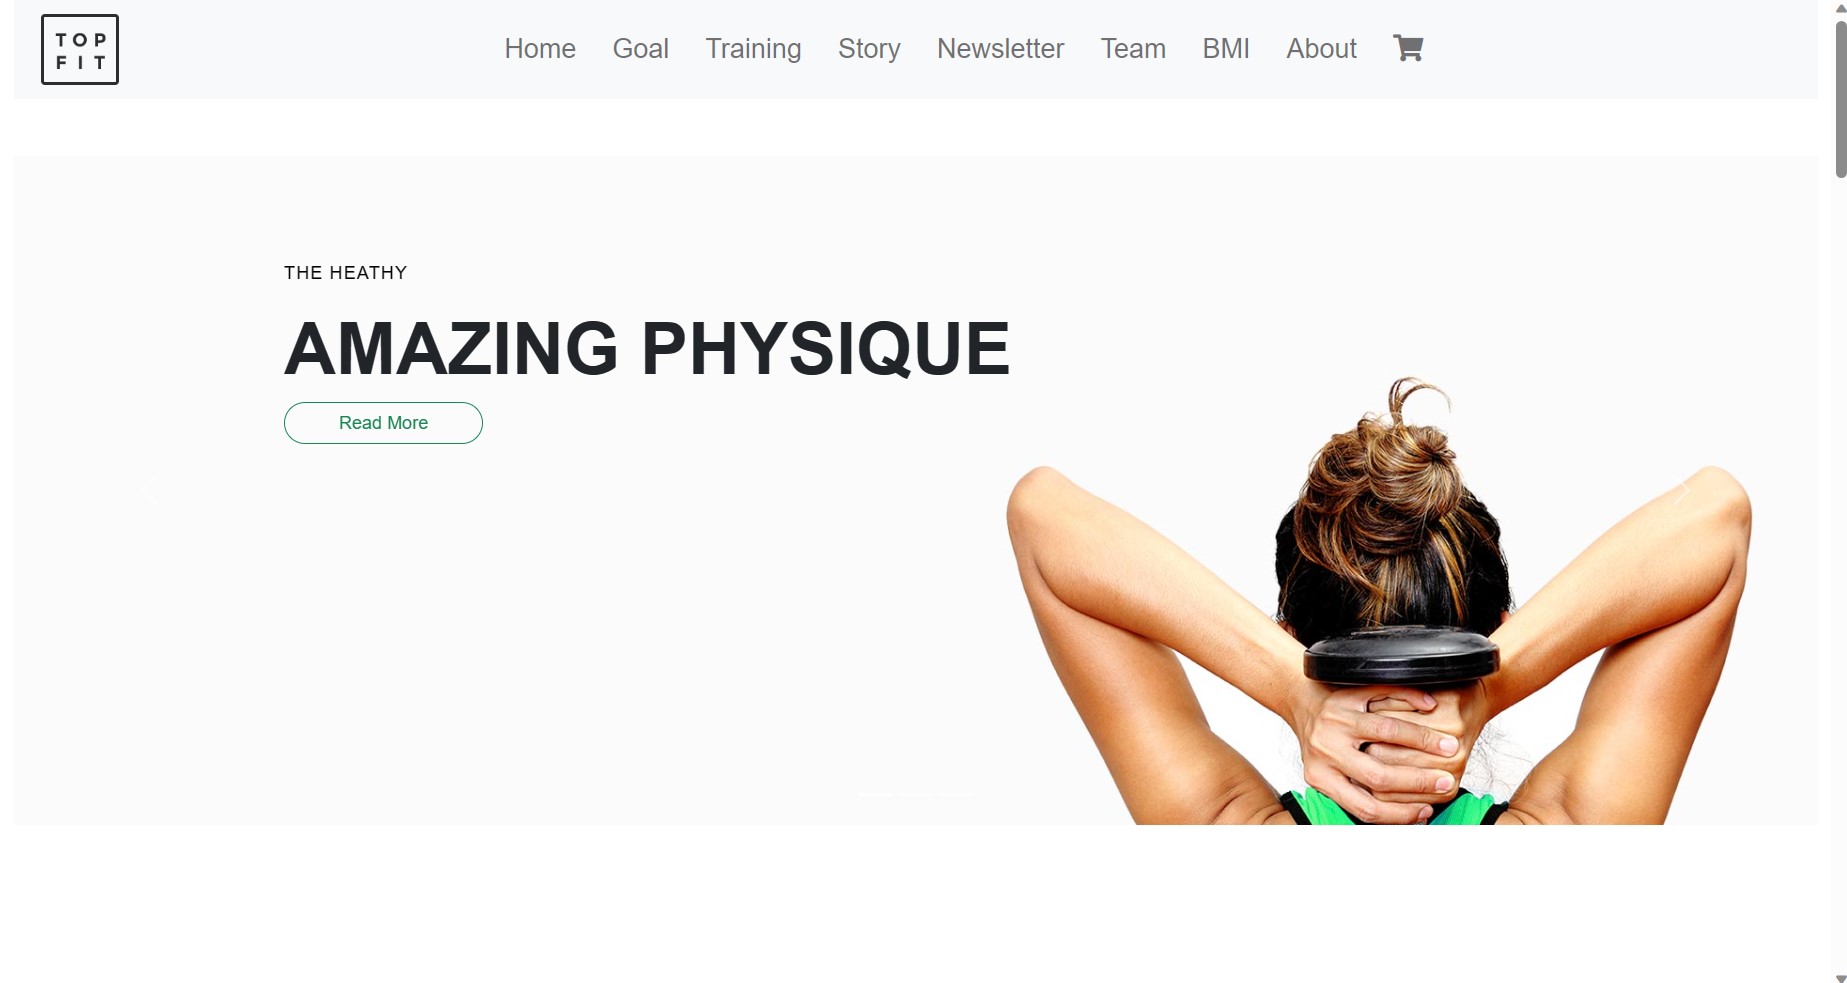 TOP
FIT
Home Goal Training Story Newsletter Team BMI About
THE HEATHY
AMAZING PHYSIQUE
Read More